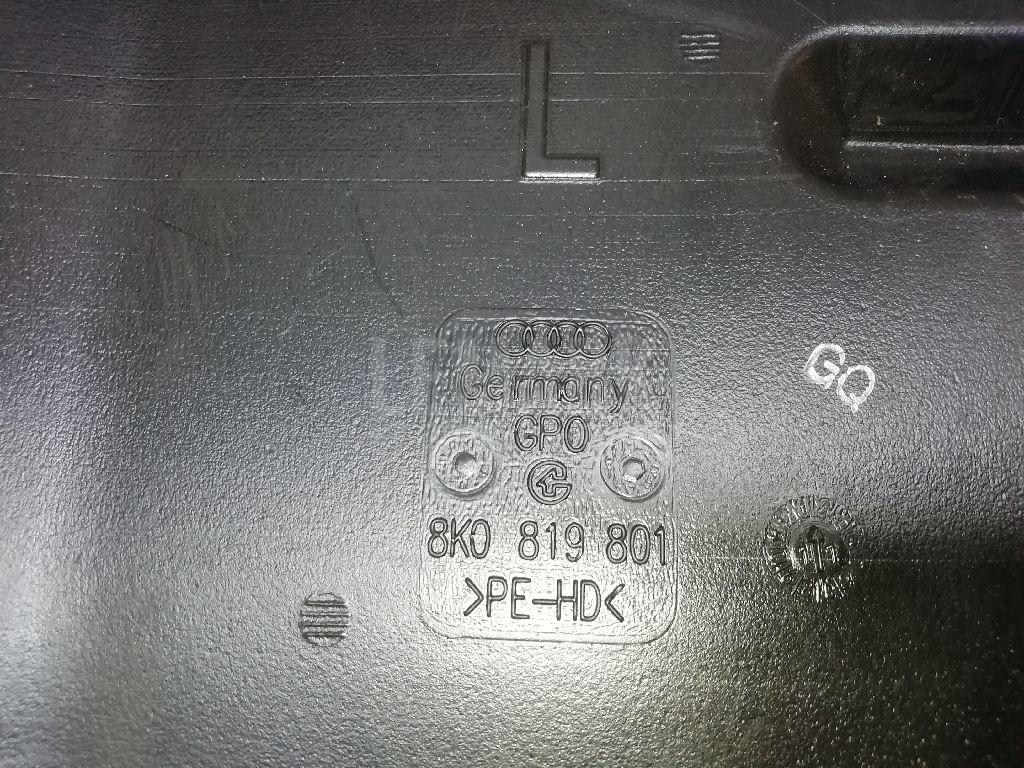 L
Germany
GPO
GQ
8K0 819 801
>PE-HD<